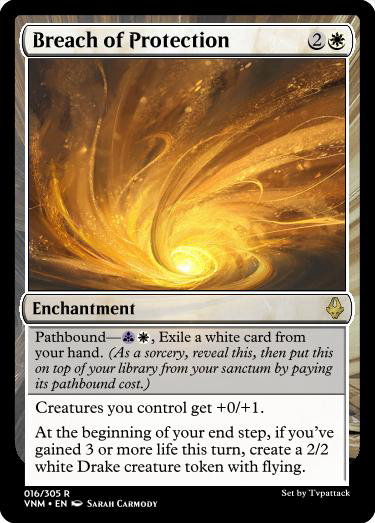 Breach of Protection 2
Enchantment
Pathbound—, Exile a white card from
your hand. (As a sorcery, reveal this, then put this
on top of your library from your sanctum by paying
its pathbound cost.)
Creatures you control get +0/+1.
At the beginning of your end step, if you've
gained 3 or more life this turn, create a 2/2
white Drake creature token with flying.
016/305 R
VNM • EN Sarah Carmody
Set by Tvpattack